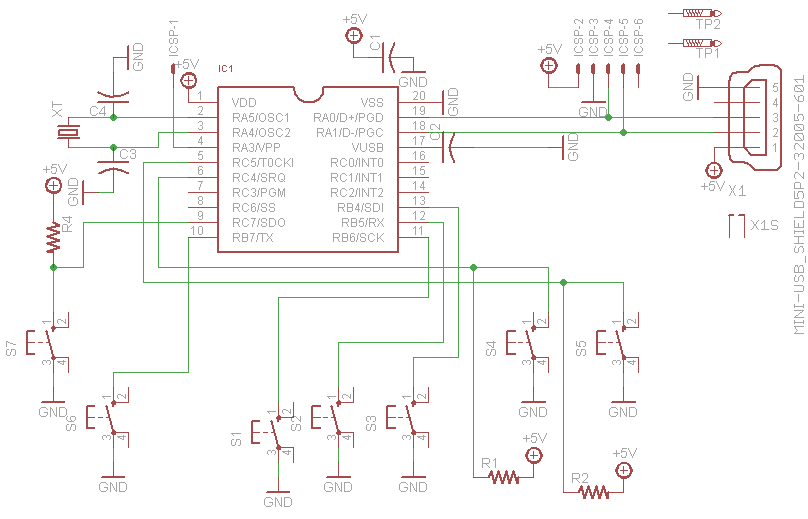 +5V
GND
ICSP-1
+5V
C1
GND
ICSP-2
ICSP-3
ICSP-4
ICSP-5
ICSP-6
+5V
GND
TP2
TP1
IC1
XT
C4
C3
+5V
GND
R4
1 VDD VSS 20
2 RA5/OSC1 RA0/D+/PGD 19
3 RA4/OSC2 RA1/D-/PGC 18
4 RA3/VPP VUSB 17
5 RC5/T0CKI RC0/INT0 16
6 RC4/SRQ RC1/INT1 15
7 RC3/PGM RC2/INT2 14
8 RC6/SS RB4/SDI 13
9 RC7/SDO RB5/RX 12
10 RB7/TX RB6/SCK 11
GND
C2
GND
GND
5
4
3
2
1
+5V
X1
X1S
MINI-USB_SHIELD5P2-32005-601
S7
1 2
3 4
GND
S4
1 2
3 4
GND
S5
1 2
3 4
GND
S6
1 2
3 4
GND
S1
1 2
3 4
GND
S2
1 2
3 4
GND
S3
1 2
3 4
GND
R1
+5V
R2
+5V